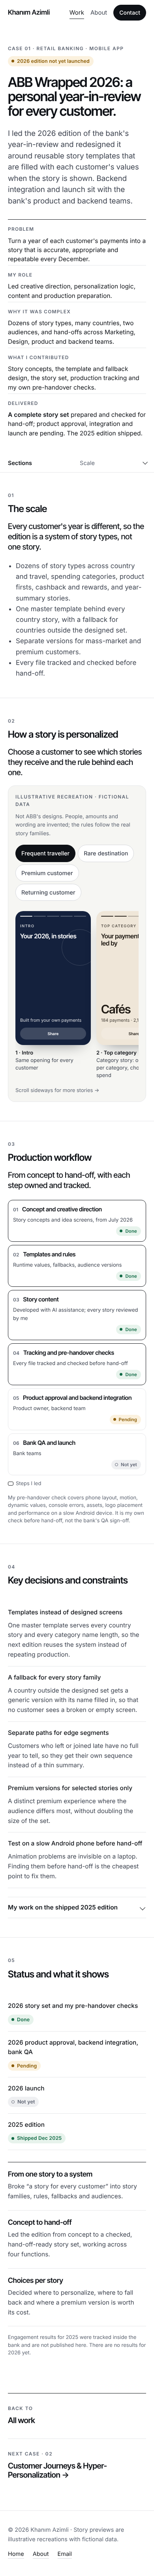 Khanım Azimli
Work
About
Contact
CASE 01 · RETAIL BANKING · MOBILE APP
2026 edition not yet launched
ABB Wrapped 2026: a
personal year-in-review
for every customer.
I led the 2026 edition of the bank's
year-in-review and redesigned it
around reusable story templates that
are filled with each customer's values
when the story is shown. Backend
integration and launch sit with the
bank's product and backend teams.
PROBLEM
Turn a year of each customer's payments into a
story that is accurate, appropriate and
repeatable every December.
MY ROLE
Led creative direction, personalization logic,
content and production preparation.
WHY IT WAS COMPLEX
Dozens of story types, many countries, two
audiences, and hand-offs across Marketing,
Design, product and backend teams.
WHAT I CONTRIBUTED
Story concepts, the template and fallback
design, the story set, production tracking and
my own pre-handover checks.
DELIVERED
A complete story set prepared and checked for
hand-off; product approval, integration and
launch are pending. The 2025 edition shipped.
Sections
Scale
01
The scale
Every customer's year is different, so the
edition is a system of story types, not
one story.
• Dozens of story types across country
and travel, spending categories, product
firsts, cashback and rewards, and year-
summaries.
• One master template behind every
country story, with a fallback for
countries outside the designed set.
• Separate versions for mass-market and
premium customers.
• Every file tracked and checked before
hand-off.
02
How a story is personalized
Choose a customer to see which stories
they receive and the rule behind each
one.
ILLUSTRATIVE RECREATION · FICTIONAL
DATA
Not ABB's designs. People, amounts and
wording are invented; the rules follow the real
story families.
Frequent traveller
Rare destination
Premium customer
Returning customer
INTRO
Your 2026, in stories
Built from your own payments
Share
TOP CATEGORY
Your payment
led by
Cafés
1 · Intro
Same opening for every
customer
2 · Top category
Scroll sideways for more stories →
03
Production workflow
From concept to hand-off, with each
step owned and tracked.
01 Concept and creative direction
Story concepts and idea screens, from July 2026
Done
02 Templates and rules
Runtime values, fallbacks, audience versions
Done
03 Story content
Developed with AI assistance; every story reviewed
by me
Done
04 Tracking and pre-handover checks
Every file tracked and checked before hand-off
Done
05 Product approval and backend integration
Product owner, backend team
Pending
06 Bank QA and launch
Bank teams
Not yet
Steps I led
My pre-handover check covers phone layout, motion,
dynamic values, console errors, assets, logo placement
and performance on a slow Android device. It is my own
check before hand-off, not the bank's QA sign-off.
04
Key decisions and constraints
Templates instead of designed screens
One master template serves every country
story and every category name length, so the
next edition reuses the system instead of
repeating production.
A fallback for every story family
A country outside the designed set gets a
generic version with its name filled in, so that
no customer sees a broken or empty screen.
Separate paths for edge segments
Customers who left or joined late have no full
year to tell, so they get their own sequence
instead of a thin summary.
Premium versions for selected stories only
A distinct premium experience where the
audience differs most, without doubling the
size of the set.
Test on a slow Android phone before hand-off
Animation problems are invisible on a laptop.
Finding them before hand-off is the cheapest
point to fix them.
My work on the shipped 2025 edition
05
Status and what it shows
2026 story set and my pre-handover checks
Done
2026 product approval, backend integration,
bank QA
Pending
2026 launch
Not yet
2025 edition
Shipped Dec 2025
From one story to a system
Broke "a story for every customer" into story
families, rules, fallbacks and audiences.
Concept to hand-off
Led the edition from concept to a checked,
hand-off-ready story set, working across
four functions.
Choices per story
Decided where to personalize, where to fall
back and where a premium version is worth
its cost.
Engagement results for 2025 were tracked inside the
bank and are not published here. There are no results for
2026 yet.
BACK TO
All work
NEXT CASE · 02
Customer Journeys & Hyper-
Personalization →
© 2026 Khanım Azimli · Story previews are
illustrative recreations with fictional data.
Home
About
Email